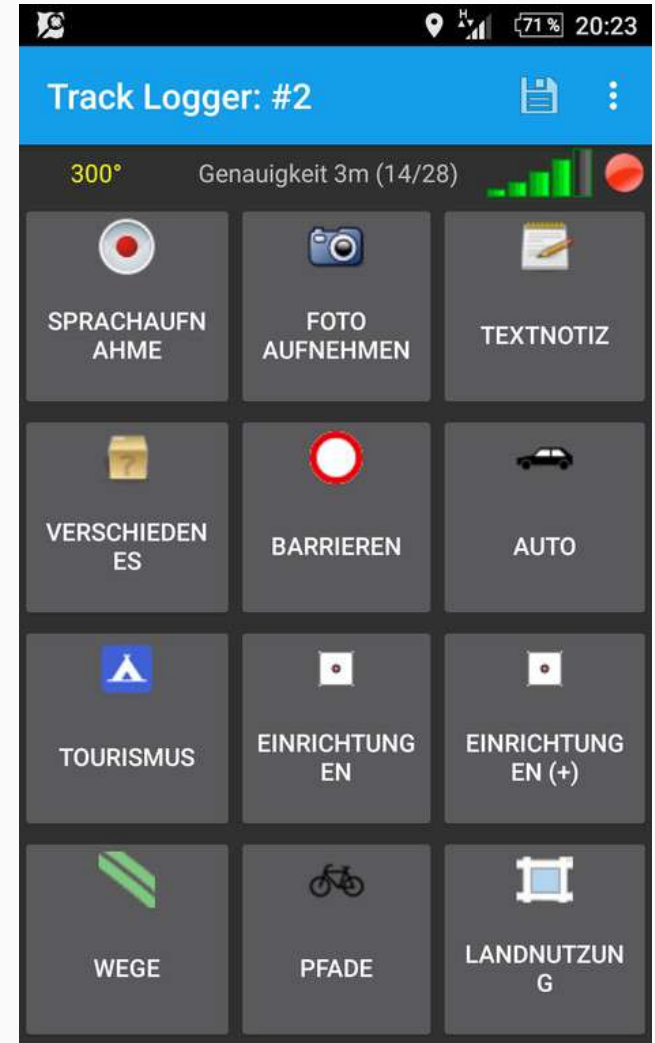 H 71% 20:23
Track Logger: #2
300° Genauigkeit 3m (14/28)
SPRACHAUFN
AHME
FOTO
AUFNEHMEN
TEXTNOTIZ
?
VERSCHIEDEN
ES
BARRIEREN
AUTO
TOURISMUS
EINRICHTUNG
EN
EINRICHTUNG
EN (+)
WEGE
PFADE
LANDNUTZUN
G